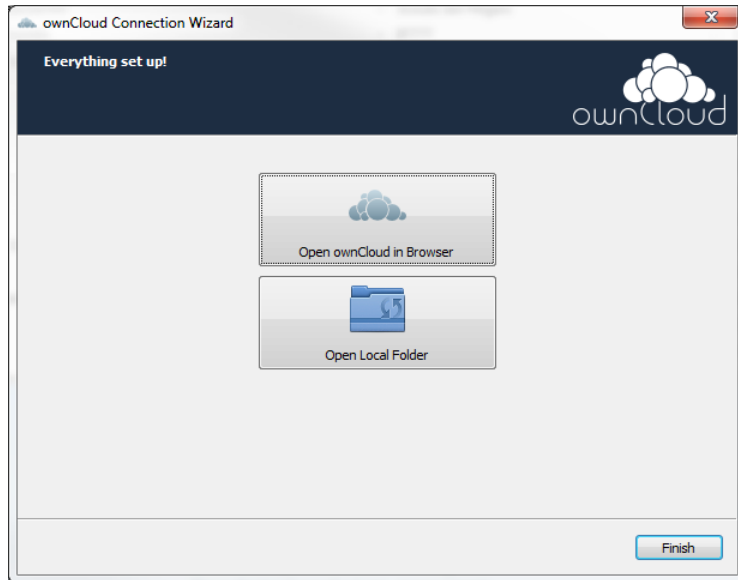 ownCloud Connection Wizard
Everything set up!
ownCloud
Open ownCloud in Browser
Open Local Folder
Finish